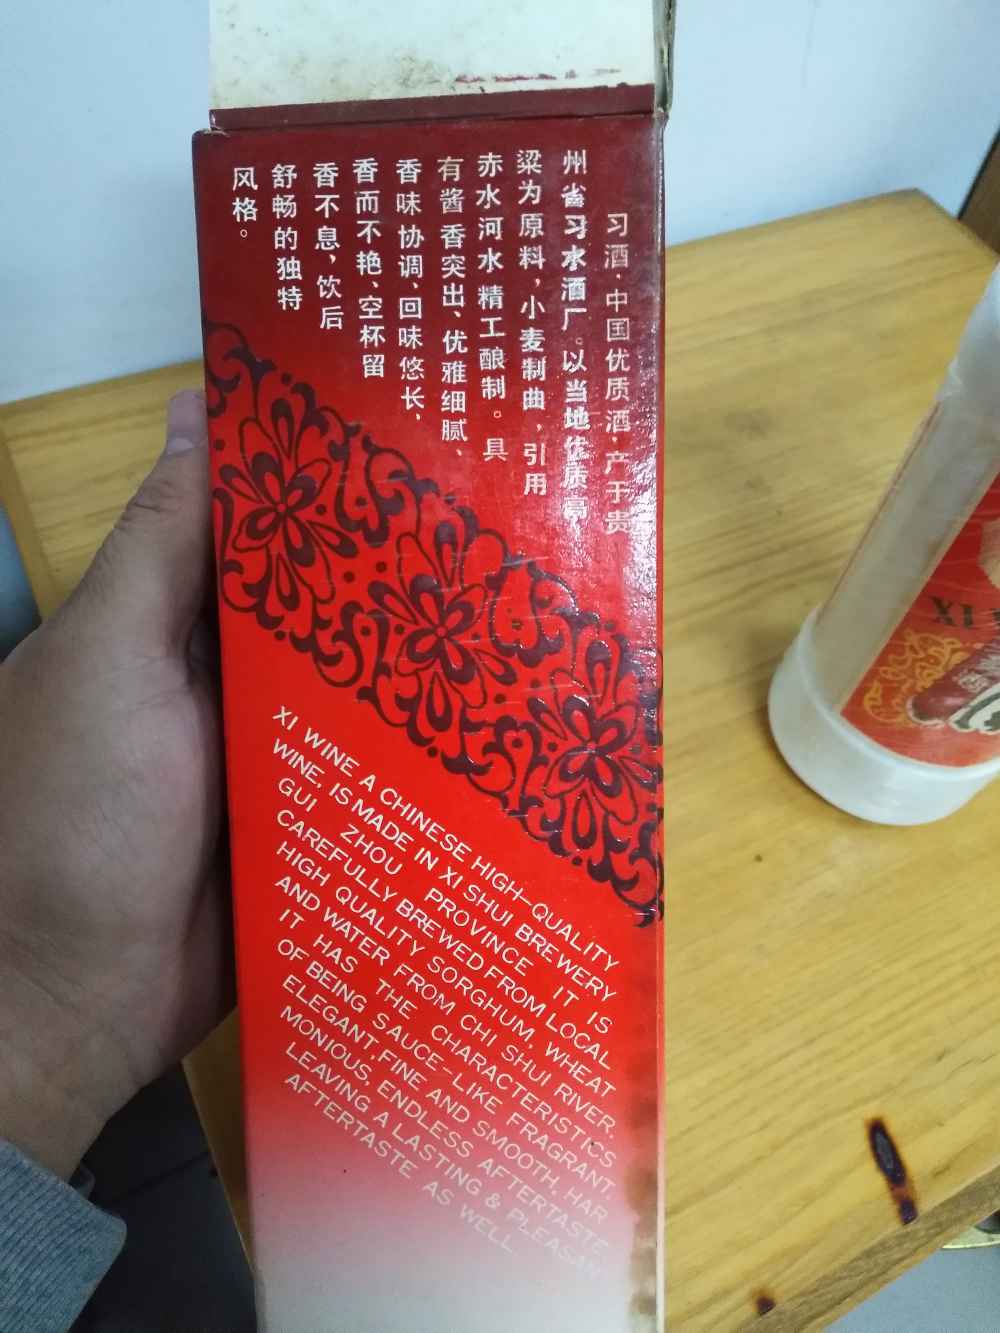 习酒·中国优质酒·产于贵
州省习水酒厂。以当地优质高
粱为原料，小麦制曲，引用
赤水河水精工酿制。具
有酱香突出、优雅细腻、
香味协调、回味悠长、
香而不艳、空杯留
香不息，饮后
舒畅的独特
风格。
XI WINE A CHINESE HIGH-QUALITY
WINE, IS MADE IN XI SHUI BREWERY
GUI ZHOU PROVINCE IT IS
CAREFULLY BREWED FROM LOCAL
HIGH QUALITY SORGHUM, WHEAT
AND WATER FROM CHI SHUI RIVER,
IT HAS THE CHARACTERISTICS
OF BEING SAUCE-LIKE FRAGRANT,
ELEGANT, FINE AND SMOOTH, HAR
MONIOUS, ENDLESS AFTERTASTE
LEAVING A LASTING & PLEASANT
AFTERTASTE AS WELL
XI